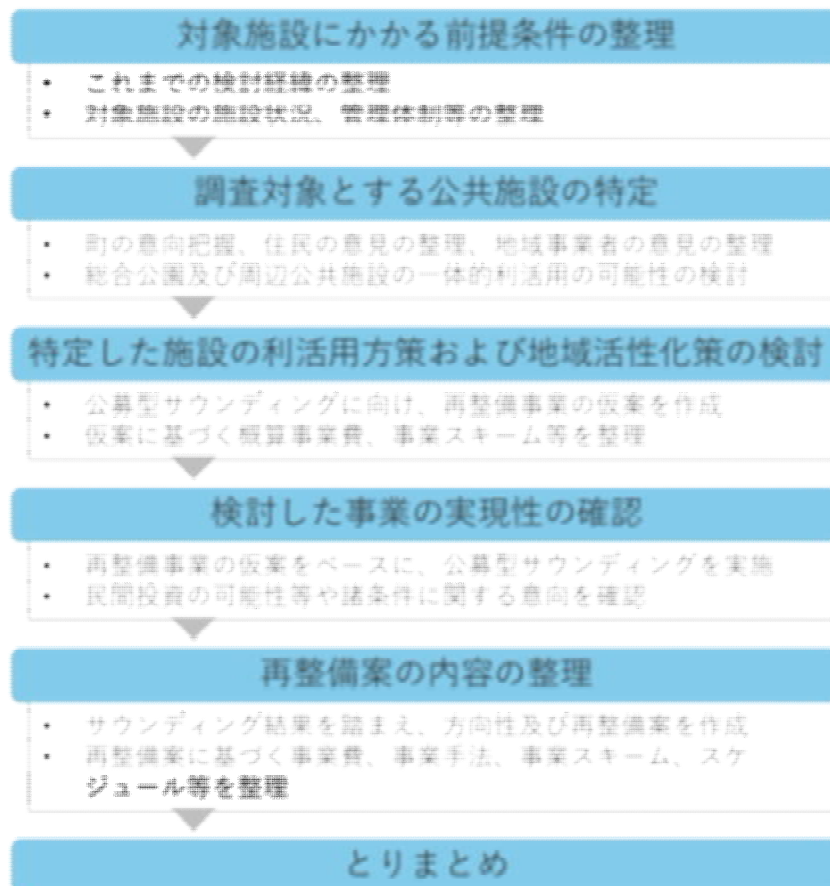 対象施設にかかる前提条件の整理
• これまでの検討経緯の整理
• 対象施設の施設状況、管理体制等の整理
調査対象とする公共施設の特定
• 町の意向把握、住民の意見の整理、地域事業者の意見の整理
• 総合公園及び周辺公共施設の一体的利活用の可能性の検討
特定した施設の利活用方策および地域活性化策の検討
• 公募型サウンディングに向け、再整備事業の仮案を作成
• 仮案に基づく概算事業費、事業スキーム等を整理
検討した事業の実現性の確認
• 再整備事業の仮案をベースに、公募型サウンディングを実施
• 民間投資の可能性等や諸条件に関する意向を確認
再整備案の内容の整理
• サウンディング結果を踏まえ、方向性及び再整備案を作成
• 再整備案に基づく事業費、事業手法、事業スキーム、スケ
ジュール等を整理
とりまとめ